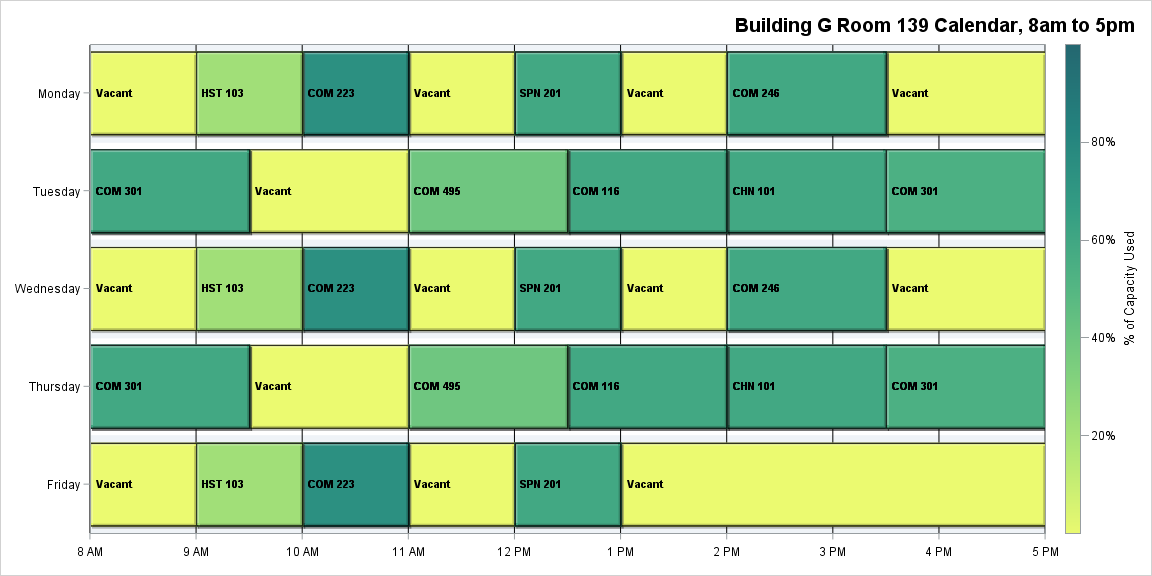 Building G Room 139 Calendar, 8am to 5pm
Monday
Vacant HST 103 COM 223 Vacant SPN 201 Vacant COM 246 Vacant
Tuesday
COM 301 Vacant COM 495 COM 116 CHN 101 COM 301
Wednesday
Vacant HST 103 COM 223 Vacant SPN 201 Vacant COM 246 Vacant
Thursday
COM 301 Vacant COM 495 COM 116 CHN 101 COM 301
Friday
Vacant HST 103 COM 223 Vacant SPN 201 Vacant
8 AM 9 AM 10 AM 11 AM 12 PM 1 PM 2 PM 3 PM 4 PM 5 PM
80%
60%
40%
20%
% of Capacity Used